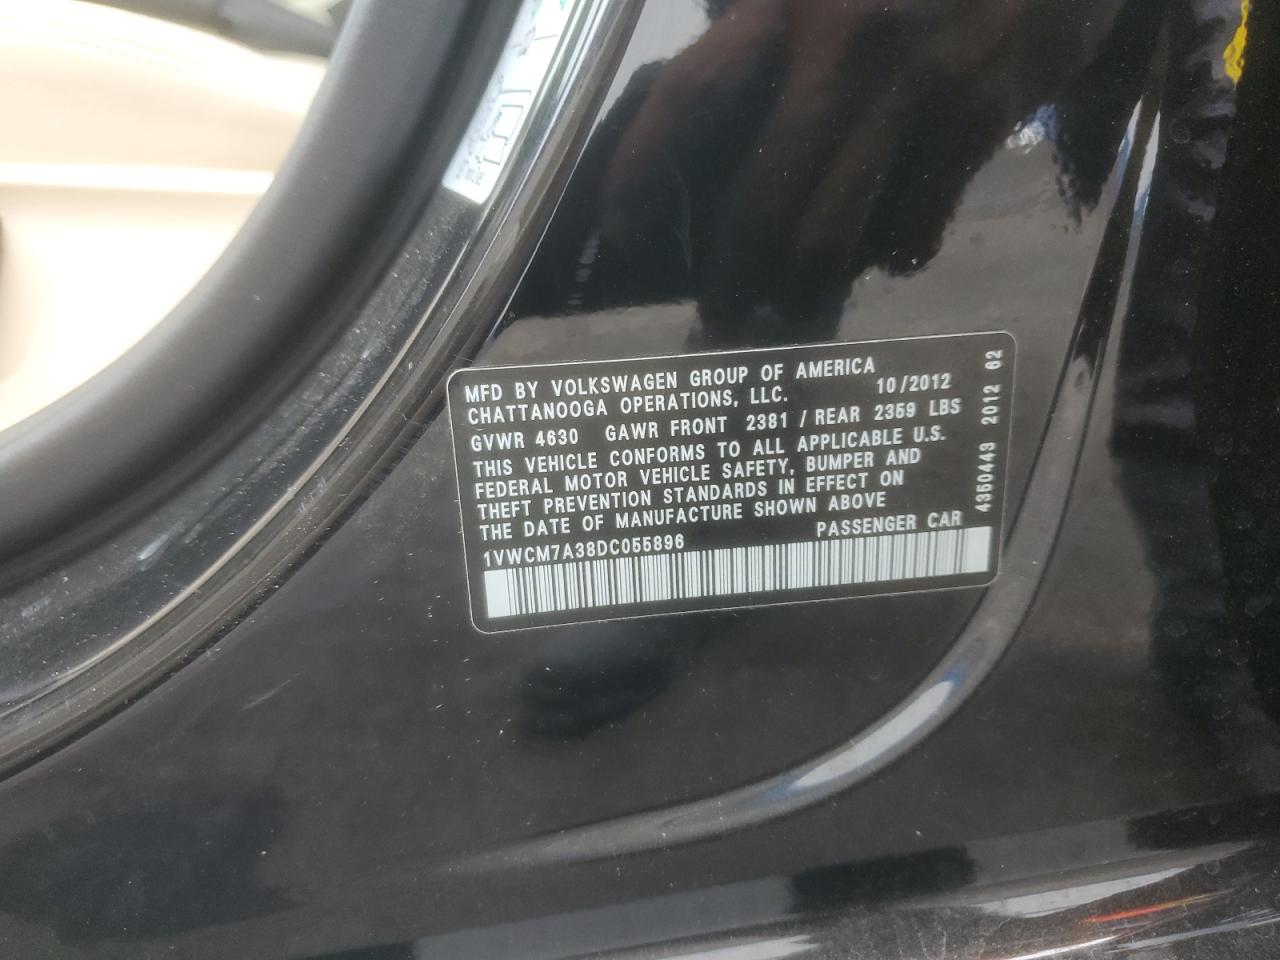 MFD BY VOLKSWAGEN GROUP OF AMERICA
CHATTANOOGA OPERATIONS, LLC. 10/2012
GVWR 4630 GAWR FRONT 2381 / REAR 2359 LBS
THIS VEHICLE CONFORMS TO ALL APPLICABLE U.S.
FEDERAL MOTOR VEHICLE SAFETY, BUMPER AND
THEFT PREVENTION STANDARDS IN EFFECT ON
THE DATE OF MANUFACTURE SHOWN ABOVE
1VWCM7A38DC055896 PASSENGER CAR
4350443 2012 62